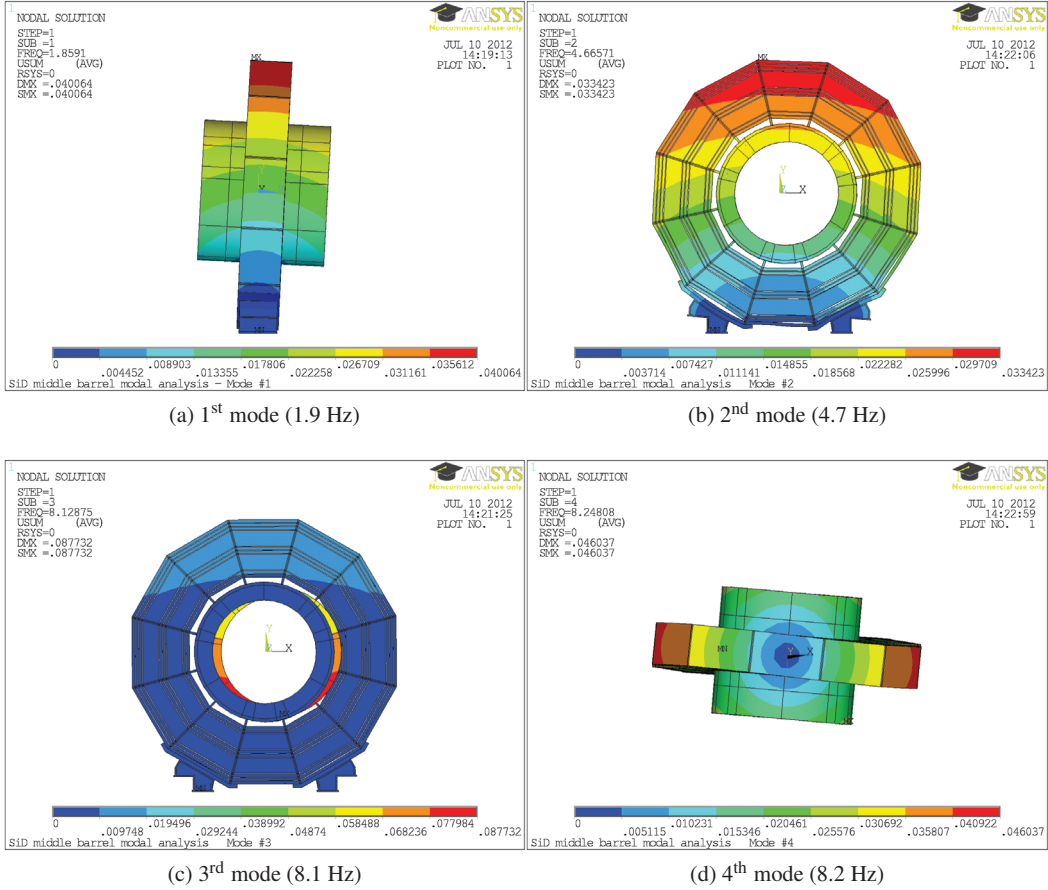 1
NODAL SOLUTION
STEP=1
SUB =1
FREQ=1.8591
USUM (AVG)
RSYS=0
DMX =.040064
SMX =.040064
ANSYS
Noncommercial use only
JUL 10 2012
14:19:13
PLOT NO. 1
MX
Y
X
MN
0 .004452 .008903 .013355 .017806 .022258 .026709 .031161 .035612 .040064
SiD middle barrel modal analysis - Mode #1
(a) 1st mode (1.9 Hz)
1
NODAL SOLUTION
STEP=1
SUB =2
FREQ=4.66571
USUM (AVG)
RSYS=0
DMX =.033423
SMX =.033423
ANSYS
Noncommercial use only
JUL 10 2012
14:22:06
PLOT NO. 1
MX
Y
Z X
MN
0 .003714 .007427 .011141 .014855 .018568 .022282 .025996 .029709 .033423
SiD middle barrel modal analysis Mode #2
(b) 2nd mode (4.7 Hz)
1
NODAL SOLUTION
STEP=1
SUB =3
FREQ=8.12875
USUM (AVG)
RSYS=0
DMX =.087732
SMX =.087732
ANSYS
Noncommercial use only
JUL 10 2012
14:21:25
PLOT NO. 1
Y
Z X
MX
MN
0 .009748 .019496 .029244 .038992 .04874 .058488 .068236 .077984 .087732
SiD middle barrel modal analysis Mode #3
(c) 3rd mode (8.1 Hz)
1
NODAL SOLUTION
STEP=1
SUB =4
FREQ=8.24808
USUM (AVG)
RSYS=0
DMX =.046037
SMX =.046037
ANSYS
Noncommercial use only
JUL 10 2012
14:22:59
PLOT NO. 1
MN
Y X
MX
0 .005115 .010231 .015346 .020461 .025576 .030692 .035807 .040922 .046037
SiD middle barrel modal analysis Mode #4
(d) 4th mode (8.2 Hz)